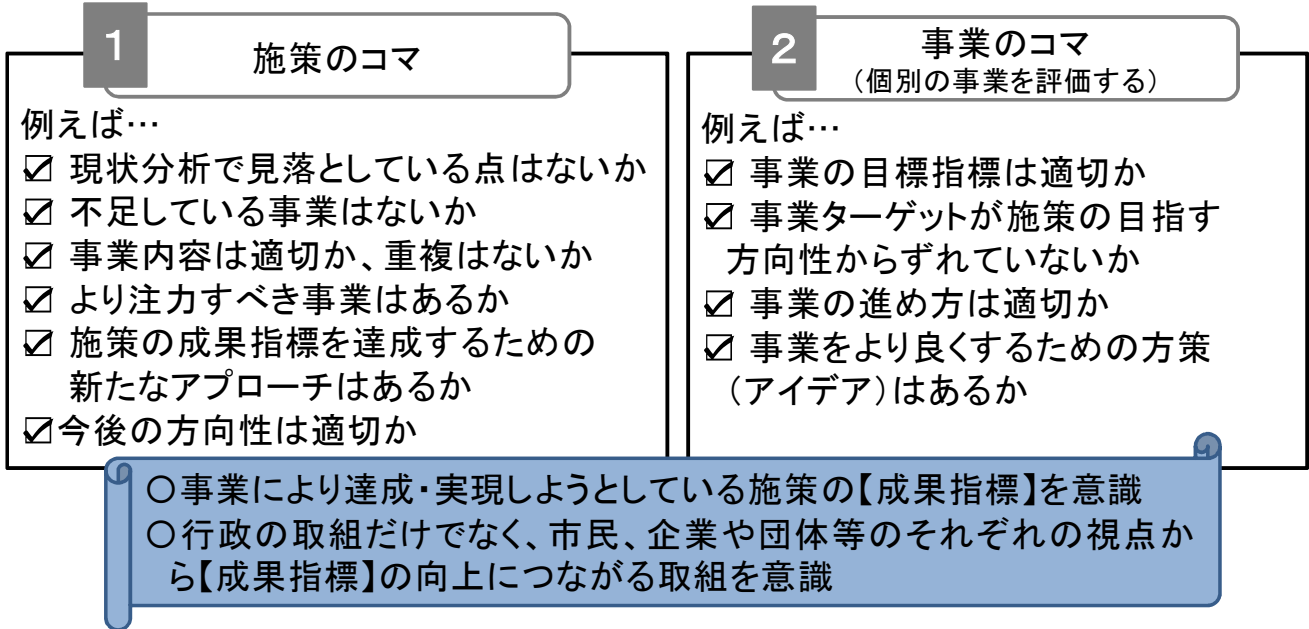 1
施策のコマ
例えば…
☑ 現状分析で見落としている点はないか
☑ 不足している事業はないか
☑ 事業内容は適切か、重複はないか
☑ より注力すべき事業はあるか
☑ 施策の成果指標を達成するための
新たなアプローチはあるか
☑今後の方向性は適切か
2
事業のコマ
（個別の事業を評価する）
例えば…
☑ 事業の目標指標は適切か
☑ 事業ターゲットが施策の目指す
方向性からずれていないか
☑ 事業の進め方は適切か
☑ 事業をより良くするための方策
（アイデア）はあるか
○事業により達成・実現しようとしている施策の【成果指標】を意識
○行政の取組だけでなく、市民、企業や団体等のそれぞれの視点か
ら【成果指標】の向上につながる取組を意識